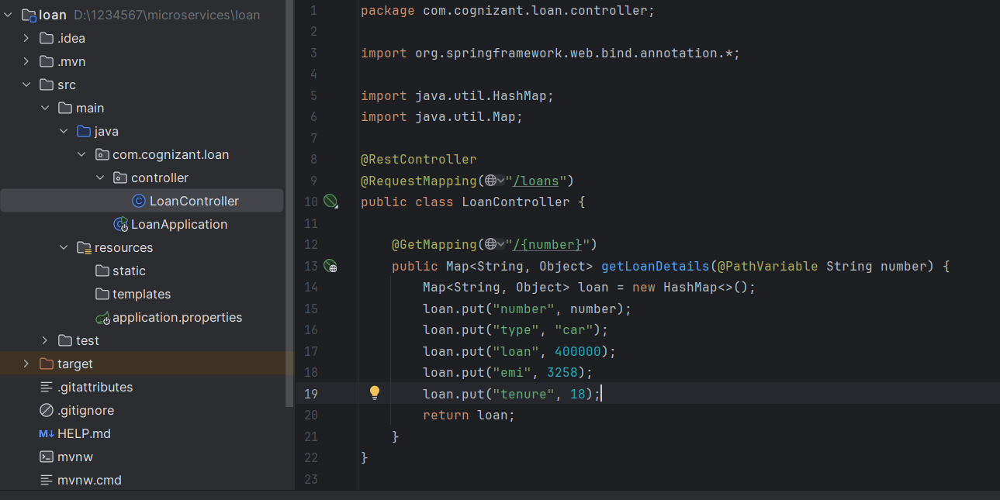 loan D:\1234567\microservices\loan
.idea
.mvn
src
main
java
com.cognizant.loan
controller
LoanController
LoanApplication
resources
static
templates
application.properties
test
target
.gitattributes
.gitignore
M↓ HELP.md
mvnw
mvnw.cmd
1 package com.cognizant.loan.controller;
2
3 import org.springframework.web.bind.annotation.*;
4
5 import java.util.HashMap;
6 import java.util.Map;
7
8 @RestController
9 @RequestMapping("/loans")
10 public class LoanController {
11
12     @GetMapping("/{number}")
13     public Map<String, Object> getLoanDetails(@PathVariable String number) {
14         Map<String, Object> loan = new HashMap<>();
15         loan.put("number", number);
16         loan.put("type", "car");
17         loan.put("loan", 400000);
18         loan.put("emi", 3258);
19         loan.put("tenure", 18);
20         return loan;
21     }
22 }
23